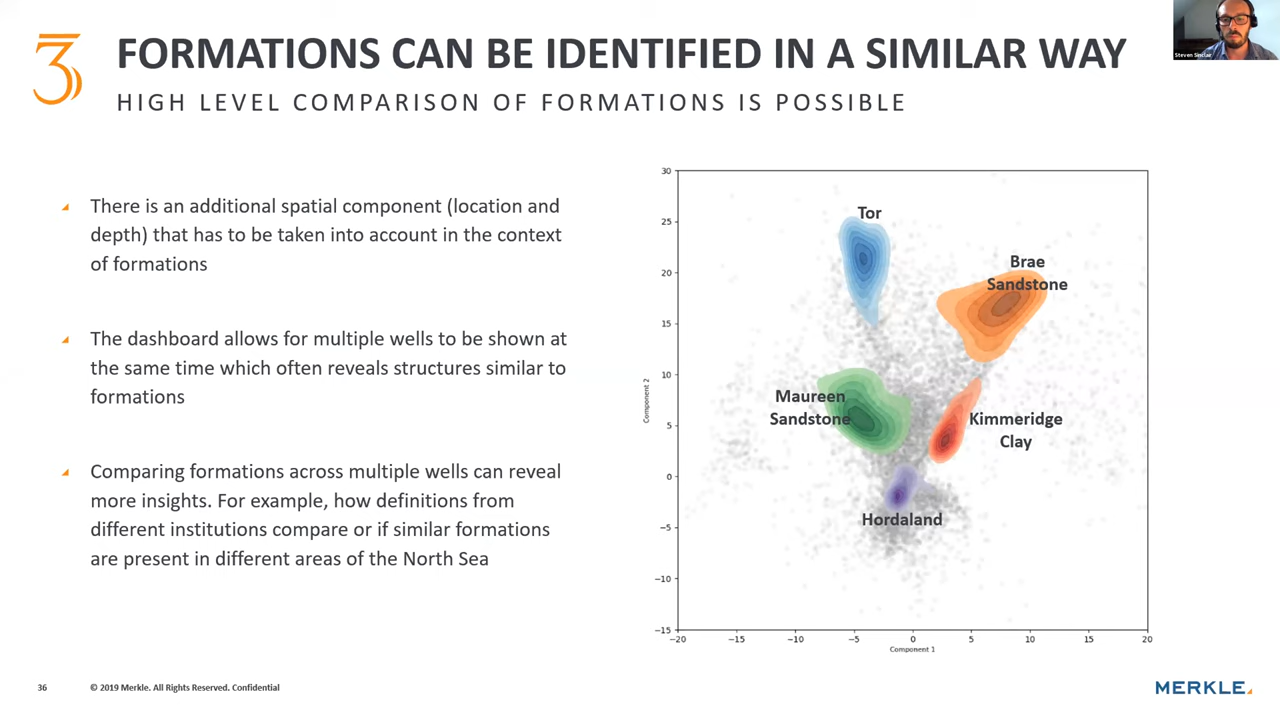 3
FORMATIONS CAN BE IDENTIFIED IN A SIMILAR WAY
HIGH LEVEL COMPARISON OF FORMATIONS IS POSSIBLE
Steven Sinclair
There is an additional spatial component (location and
depth) that has to be taken into account in the context
of formations
The dashboard allows for multiple wells to be shown at
the same time which often reveals structures similar to
formations
Comparing formations across multiple wells can reveal
more insights. For example, how definitions from
different institutions compare or if similar formations
are present in different areas of the North Sea
30
25
20
15
10
5
0
−5
−10
−15
Component 2
Tor
Brae
Sandstone
Maureen
Sandstone
Kimmeridge
Clay
Hordaland
−20
−15
−10
−5
0
5
10
15
20
Component 1
36
© 2019 Merkle. All Rights Reserved. Confidential
MERKLE